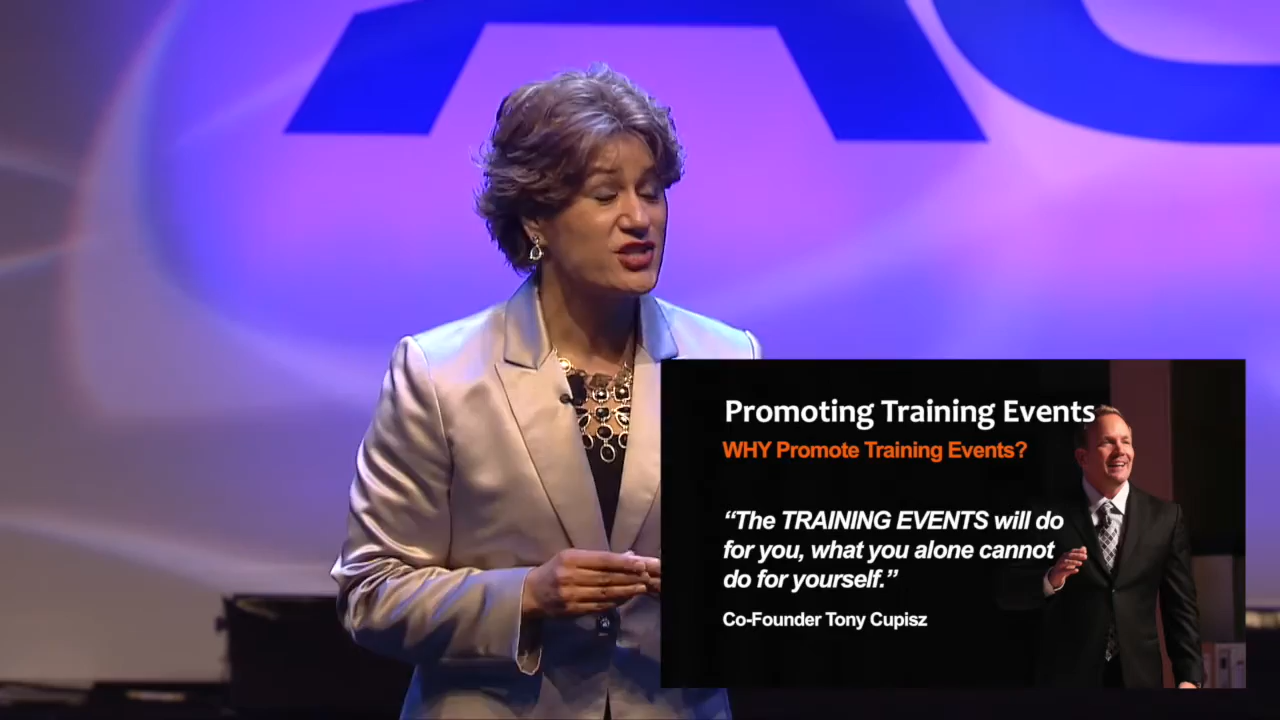 AC
Promoting Training Events
WHY Promote Training Events?
“The TRAINING EVENTS will do
for you, what you alone cannot
do for yourself.”
Co-Founder Tony Cupisz